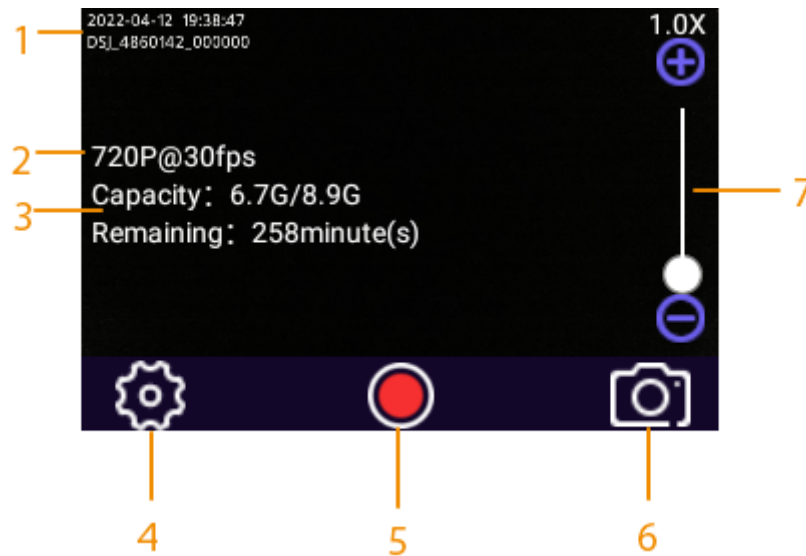 1
2022-04-12 19:38:47
DSJ_4860142_000000
1.0X
2
720P@30fps
3
Capacity：6.7G/8.9G
Remaining：258minute(s)
7
4
5
6